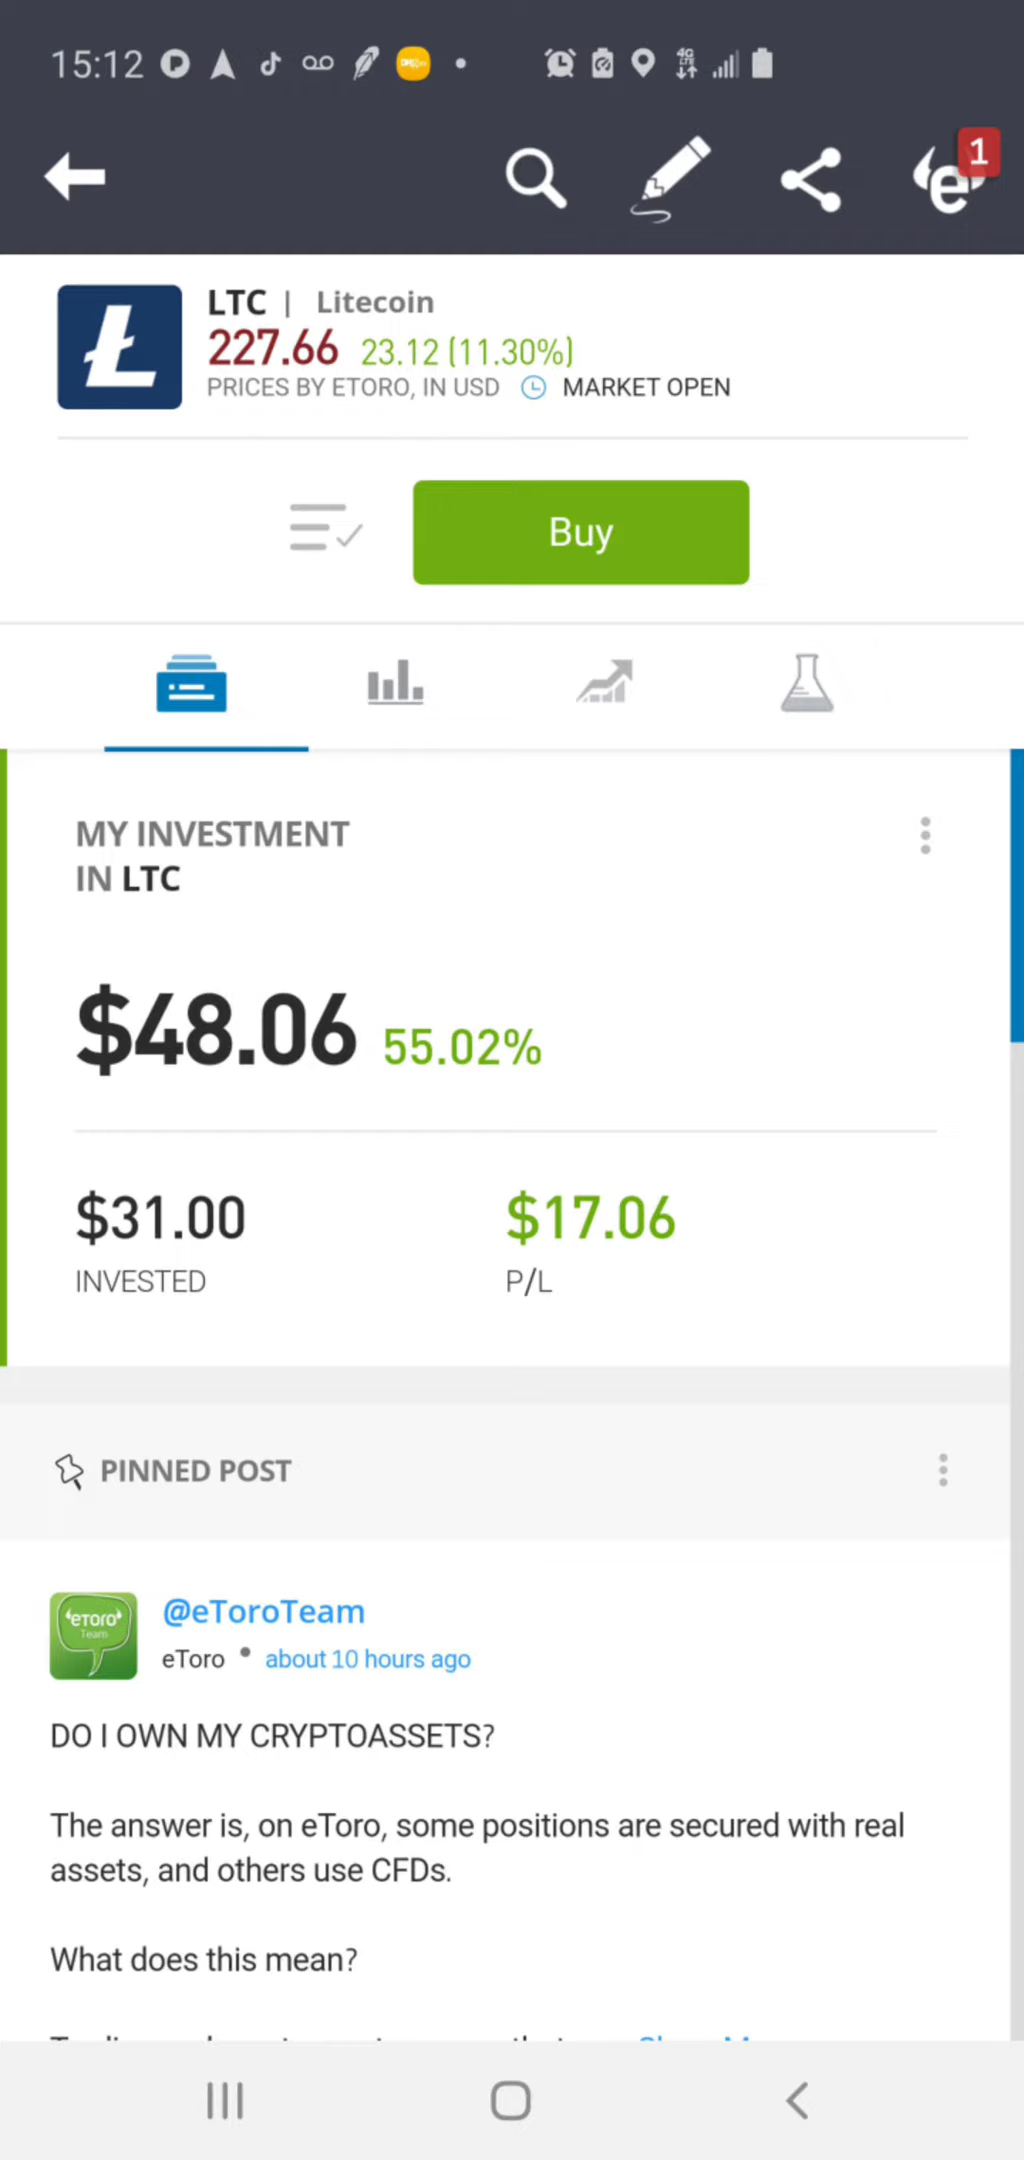 15:12
1
LTC | Litecoin
227.66 23.12 (11.30%)
PRICES BY ETORO, IN USD MARKET OPEN
Buy
MY INVESTMENT
IN LTC
$48.06 55.02%
$31.00 $17.06
INVESTED P/L
PINNED POST
@eToroTeam
eToro • about 10 hours ago
DO I OWN MY CRYPTOASSETS?
The answer is, on eToro, some positions are secured with real
assets, and others use CFDs.
What does this mean?